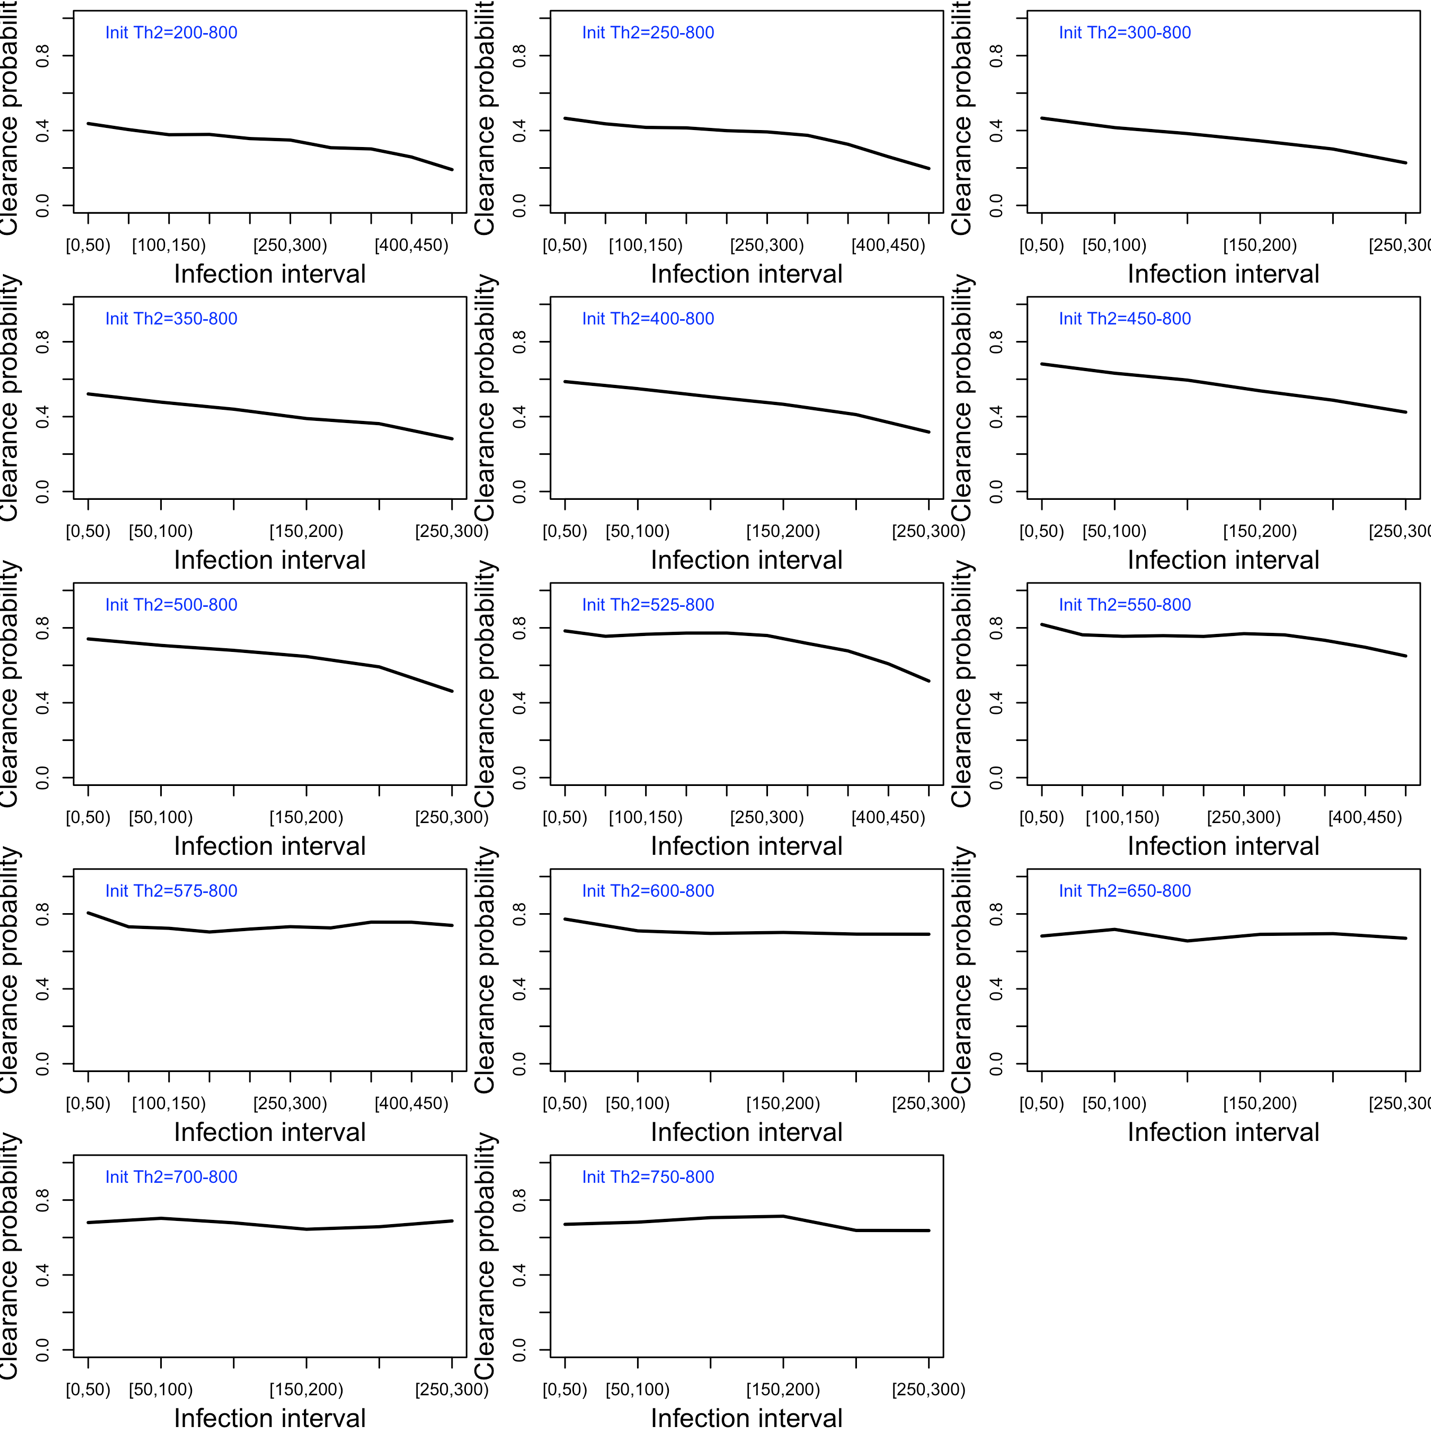 Clearance probabilit
Init Th2=200-800
0.0 0.4 0.8
[0,50) [100,150) [250,300) [400,450)
Infection interval
Clearance probabilit
Init Th2=250-800
0.0 0.4 0.8
[0,50) [100,150) [250,300) [400,450)
Infection interval
Clearance probabilit
Init Th2=300-800
0.0 0.4 0.8
[0,50) [50,100) [150,200) [250,300
Infection interval
Clearance probability
Init Th2=350-800
0.0 0.4 0.8
[0,50) [50,100) [150,200) [250,300)
Infection interval
Clearance probability
Init Th2=400-800
0.0 0.4 0.8
[0,50) [50,100) [150,200) [250,300)
Infection interval
Clearance probability
Init Th2=450-800
0.0 0.4 0.8
[0,50) [50,100) [150,200) [250,300
Infection interval
Clearance probability
Init Th2=500-800
0.0 0.4 0.8
[0,50) [50,100) [150,200) [250,300)
Infection interval
Clearance probability
Init Th2=525-800
0.0 0.4 0.8
[0,50) [100,150) [250,300) [400,450)
Infection interval
Clearance probability
Init Th2=550-800
0.0 0.4 0.8
[0,50) [100,150) [250,300) [400,450)
Infection interval
Clearance probability
Init Th2=575-800
0.0 0.4 0.8
[0,50) [100,150) [250,300) [400,450)
Infection interval
Clearance probability
Init Th2=600-800
0.0 0.4 0.8
[0,50) [50,100) [150,200) [250,300)
Infection interval
Clearance probability
Init Th2=650-800
0.0 0.4 0.8
[0,50) [50,100) [150,200) [250,300
Infection interval
Clearance probability
Init Th2=700-800
0.0 0.4 0.8
[0,50) [50,100) [150,200) [250,300)
Infection interval
Clearance probability
Init Th2=750-800
0.0 0.4 0.8
[0,50) [50,100) [150,200) [250,300)
Infection interval